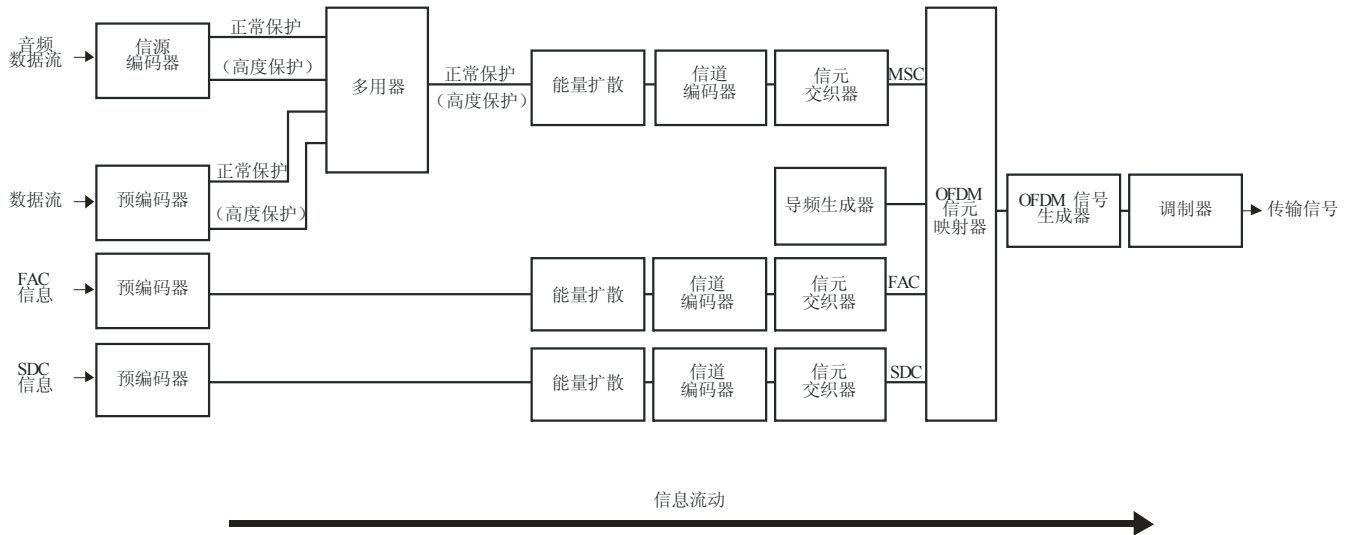 音频
数据流
信源
编码器
正常保护
（高度保护）
多用器
正常保护
（高度保护）
能量扩散
信道
编码器
信元
交织器
MSC
数据流
预编码器
正常保护
（高度保护）
导频生成器
OFDM
信元
映射器
OFDM 信号
生成器
调制器
传输信号
FAC
信息
预编码器
能量扩散
信道
编码器
信元
交织器
FAC
SDC
信息
预编码器
能量扩散
信道
编码器
信元
交织器
SDC
信息流动